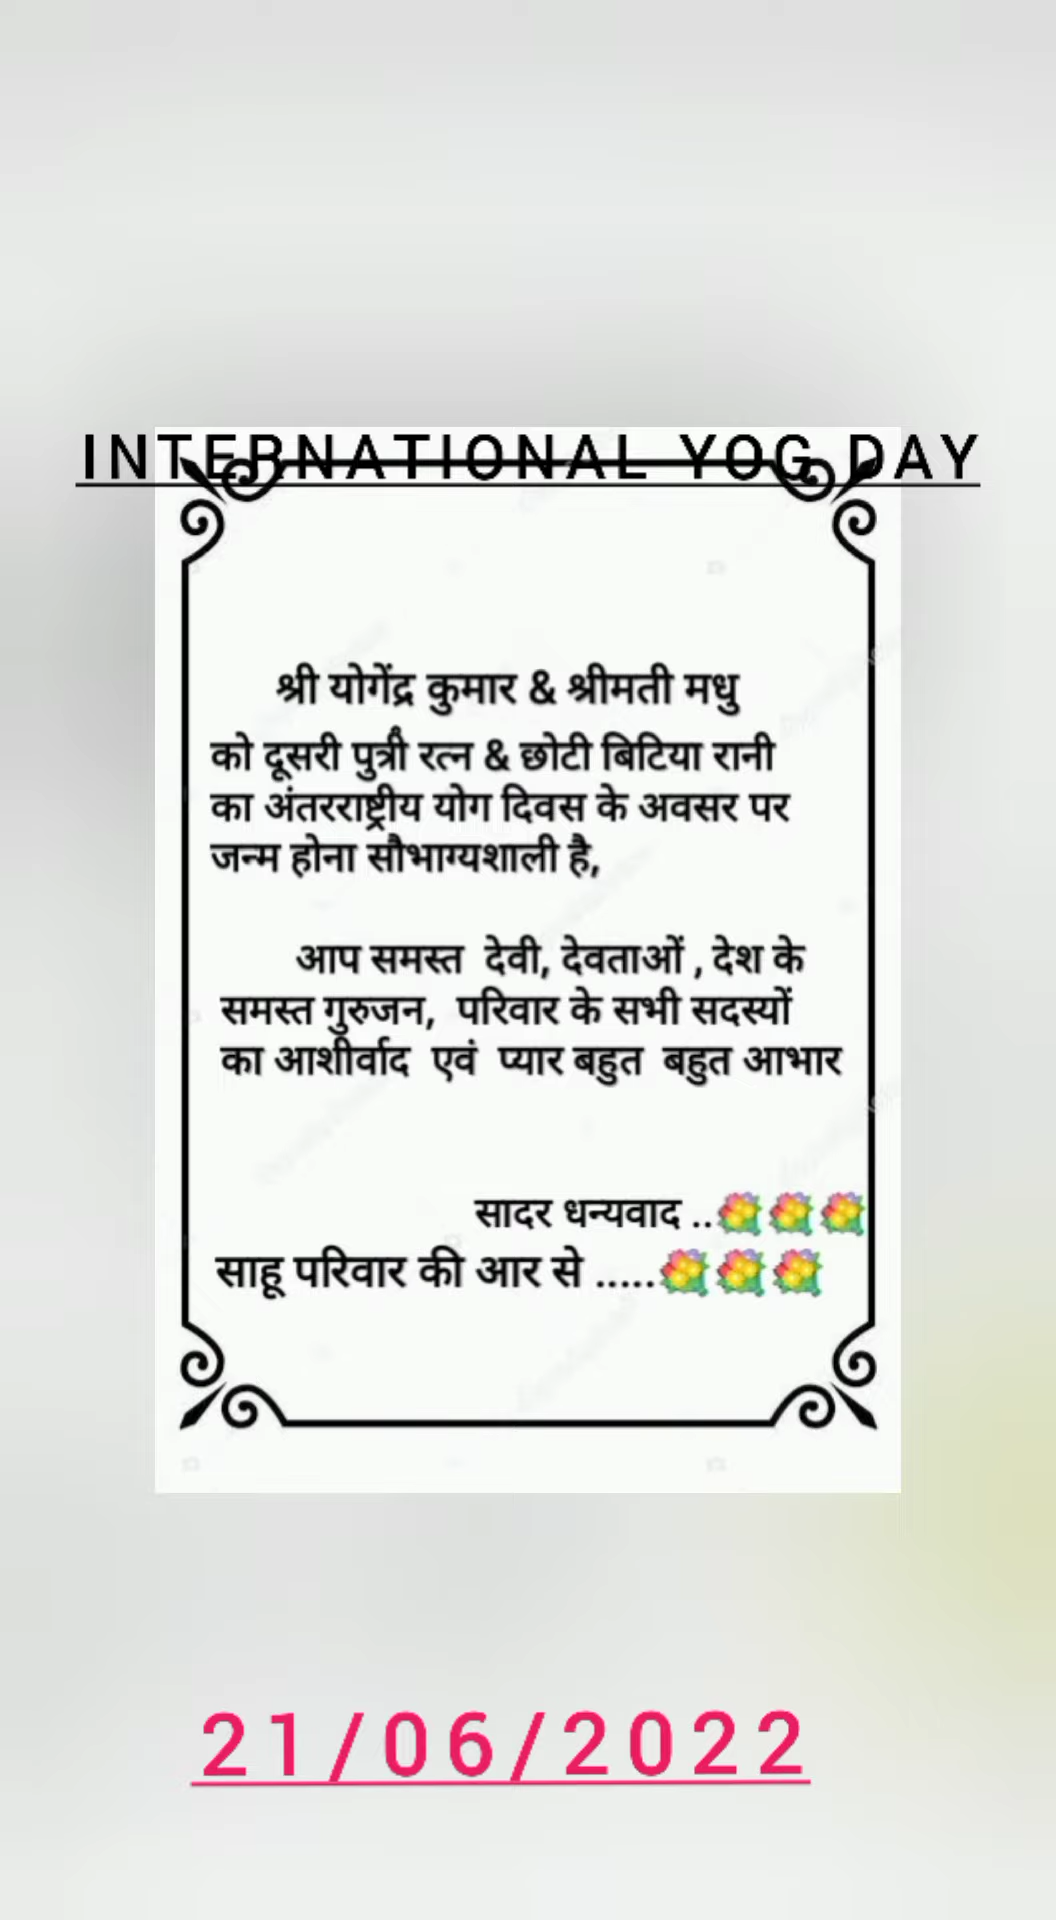 INTERNATIONAL YOG DAY
श्री योगेंद्र कुमार & श्रीमती मधु
को दूसरी पुत्री रत्न & छोटी बिटिया रानी
का अंतरराष्ट्रीय योग दिवस के अवसर पर
जन्म होना सौभाग्यशाली है,
आप समस्त देवी, देवताओं , देश के
समस्त गुरुजन, परिवार के सभी सदस्यों
का आशीर्वाद एवं प्यार बहुत बहुत आभार
सादर धन्यवाद ..💐💐💐
साहू परिवार की आर से .....💐💐💐
21/06/2022